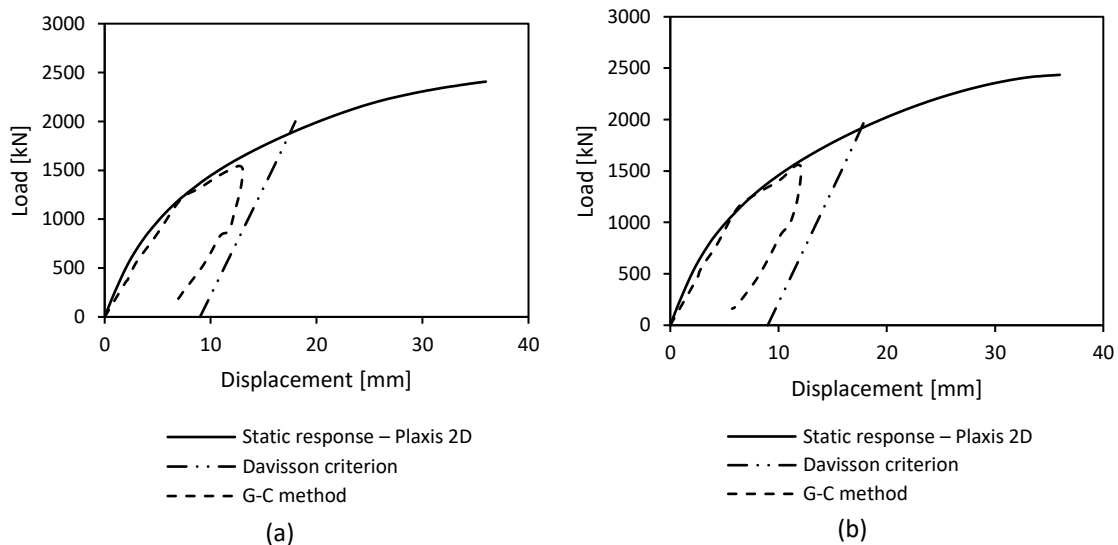 3000
2500
2000
1500
1000
500
0
Load [kN]
0 10 20 30 40
Displacement [mm]
Static response – Plaxis 2D
Davisson criterion
G-C method
(a)
3000
2500
2000
1500
1000
500
0
Load [kN]
0 10 20 30 40
Displacement [mm]
Static response – Plaxis 2D
Davisson criterion
G-C method
(b)